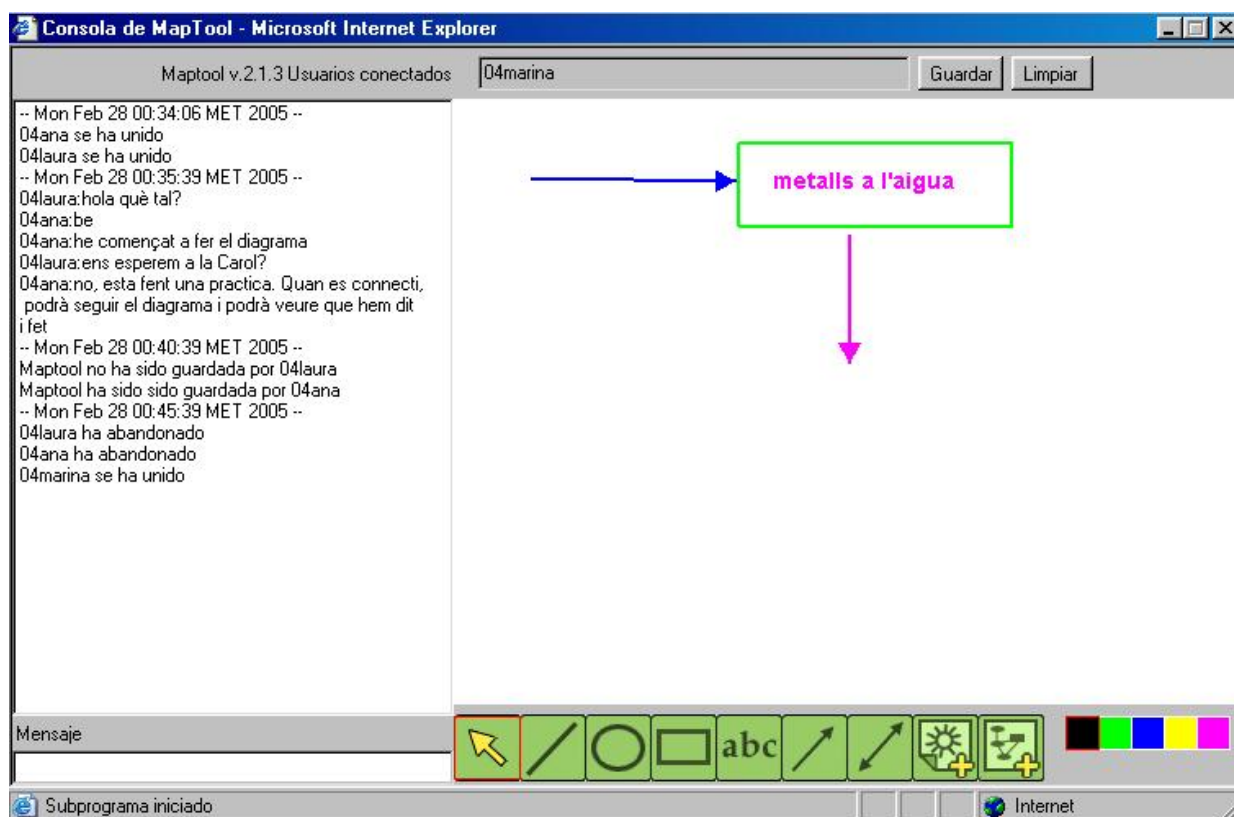 Consola de MapTool - Microsoft Internet Explorer
Maptool v.2.1.3 Usuarios conectados
04marina
Guardar
Limpiar
-- Mon Feb 28 00:34:06 MET 2005 --
04ana se ha unido
04laura se ha unido
-- Mon Feb 28 00:35:39 MET 2005 --
04laura:hola què tal?
04ana:be
04ana:he començat a fer el diagrama
04laura:ens esperem a la Carol?
04ana:no, esta fent una practica. Quan es connecti,
podrà seguir el diagrama i podrà veure que hem dit
i fet
-- Mon Feb 28 00:40:39 MET 2005 --
Maptool no ha sido guardada por 04laura
Maptool ha sido sido guardada por 04ana
-- Mon Feb 28 00:45:39 MET 2005 --
04laura ha abandonado
04ana ha abandonado
04marina se ha unido
metalls a l'aigua
Mensaje
abc
Subprograma iniciado
Internet